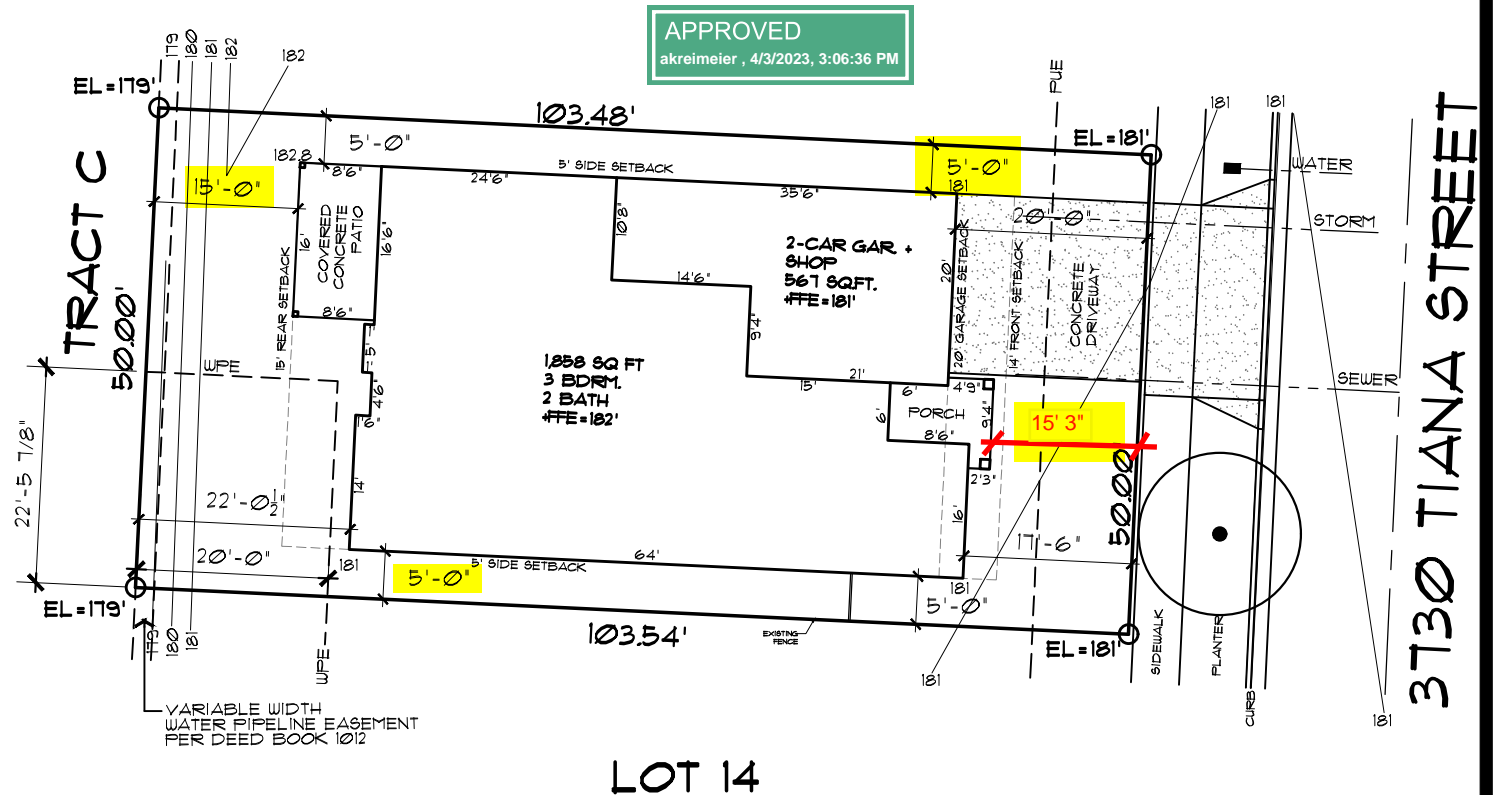 APPROVED
akreimeier , 4/3/2023, 3:06:36 PM
179
180
181
182
182
EL=179'
103.48'
5'-0"
5'-0"
181
PUE
EL=181'
181
181
WATER
STORM
SEWER
182.8
8'6"
24'6"
5' SIDE SETBACK
35'6"
15'-0"
TRACT C
50.00'
15' REAR SETBACK
16'
COVERED
CONCRETE
PATIO
16'6"
8'6"
10'8"
14'6"
9'4"
2-CAR GAR. +
SHOP
567 SQ.FT.
+FFE=181'
20'
20' GARAGE SETBACK
14' FRONT SETBACK
20'-0"
CONCRETE
DRIVEWAY
WPE
5'
4'6"
1'6"
1,858 SQ FT
3 BDRM.
2 BATH
+FFE=182'
15'
21'
6'
6'
PORCH
8'6"
4'9"
9'4"
2'3"
15' 3"
50.00
22'-5 7/8"
22'-0 1/2"
14'
16'
17'-6"
20'-0"
181
5'-0"
5' SIDE SETBACK
64'
181
5'-0"
EL=179'
179
180
181
WPE
103.54'
EXISTING
FENCE
EL=181'
181
SIDEWALK
PLANTER
CURB
181
3730 TIANA STREET
VARIABLE WIDTH
WATER PIPELINE EASEMENT
PER DEED BOOK 1012
LOT 14